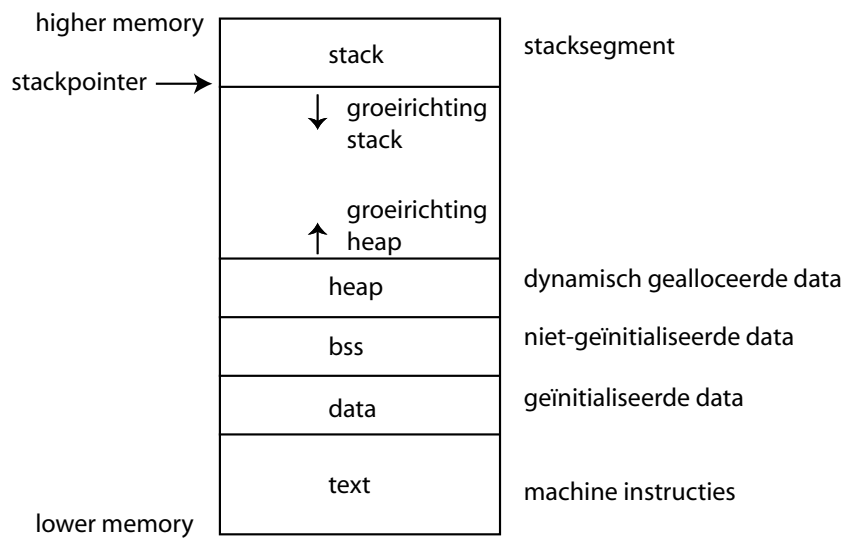 higher memory
stack
stacksegment
stackpointer
groeirichting
stack
groeirichting
heap
heap
dynamisch gealloceerde data
bss
niet-geïnitialiseerde data
data
geïnitialiseerde data
text
machine instructies
lower memory